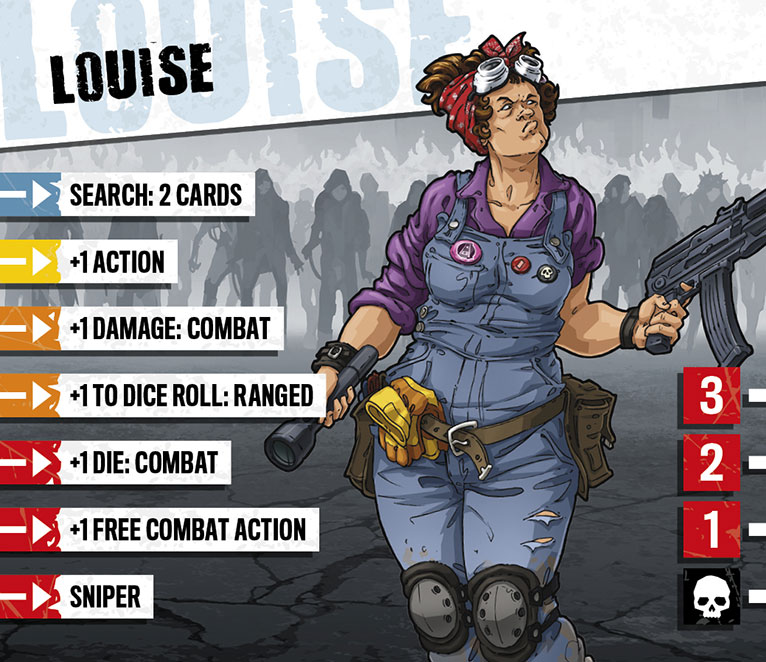 LOUISE
LOUISE
SEARCH: 2 CARDS
+1 ACTION
+1 DAMAGE: COMBAT
+1 TO DICE ROLL: RANGED
+1 DIE: COMBAT
+1 FREE COMBAT ACTION
SNIPER
3
2
1